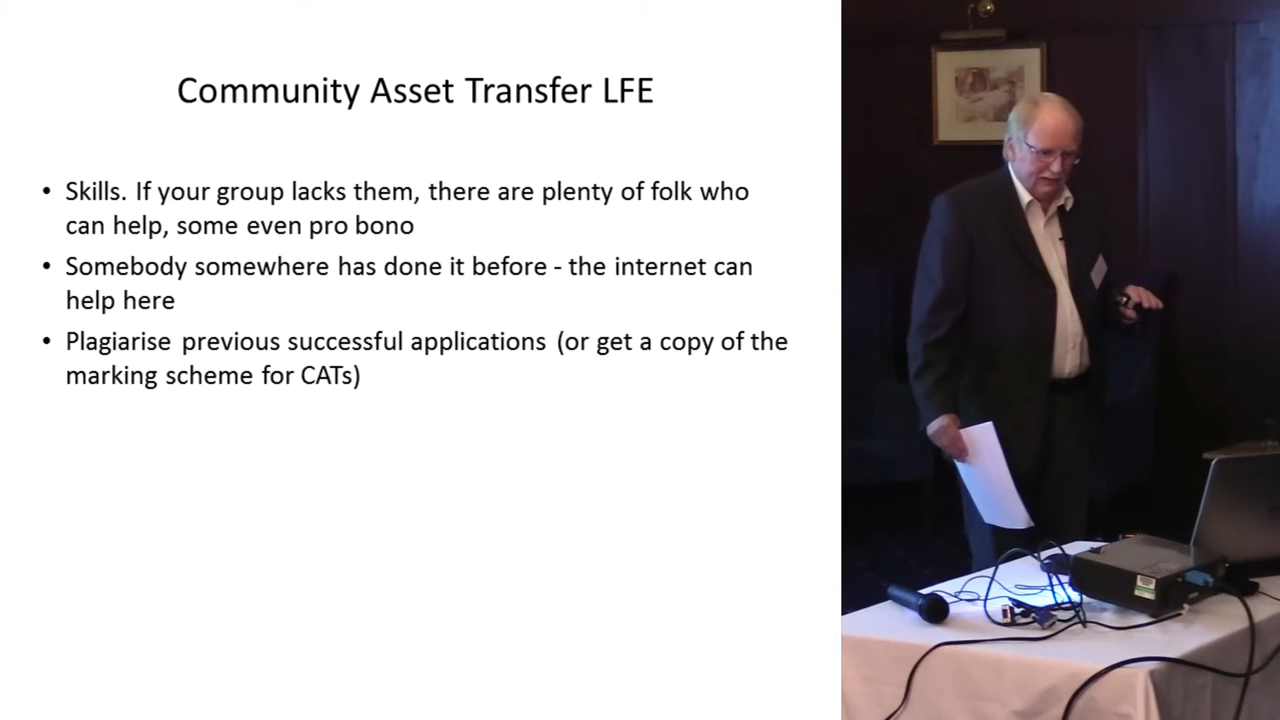 Community Asset Transfer LFE
• Skills. If your group lacks them, there are plenty of folk who
can help, some even pro bono
• Somebody somewhere has done it before - the internet can
help here
• Plagiarise previous successful applications (or get a copy of the
marking scheme for CATs)